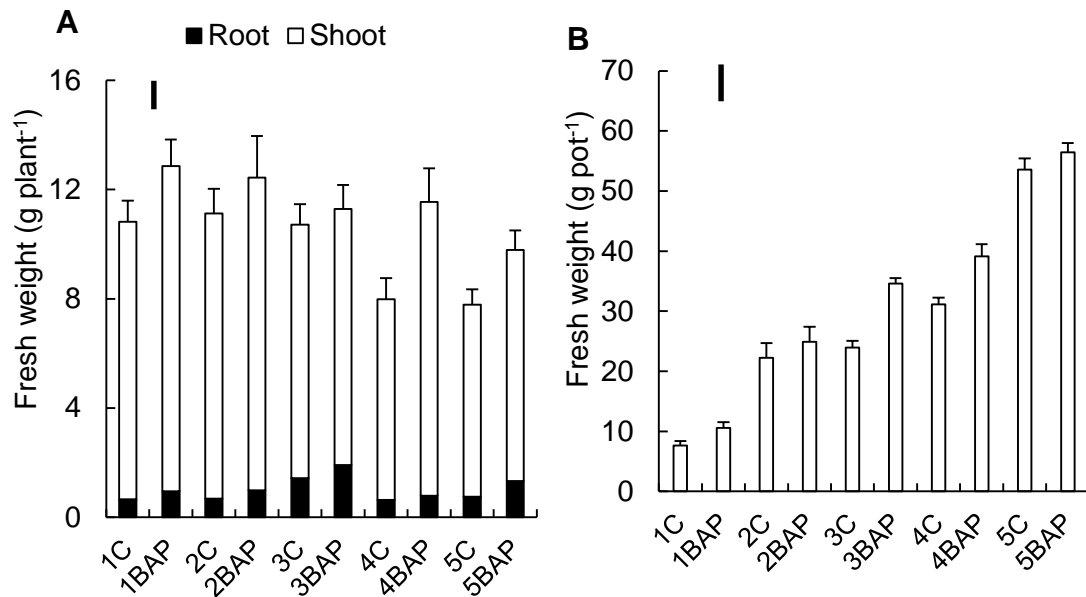 A
Root Shoot
Fresh weight (g plant⁻¹)
16
12
8
4
0
1C
1BAP
2C
2BAP
3C
3BAP
4C
4BAP
5C
5BAP
B
Fresh weight (g pot⁻¹)
70
60
50
40
30
20
10
0
1C
1BAP
2C
2BAP
3C
3BAP
4C
4BAP
5C
5BAP